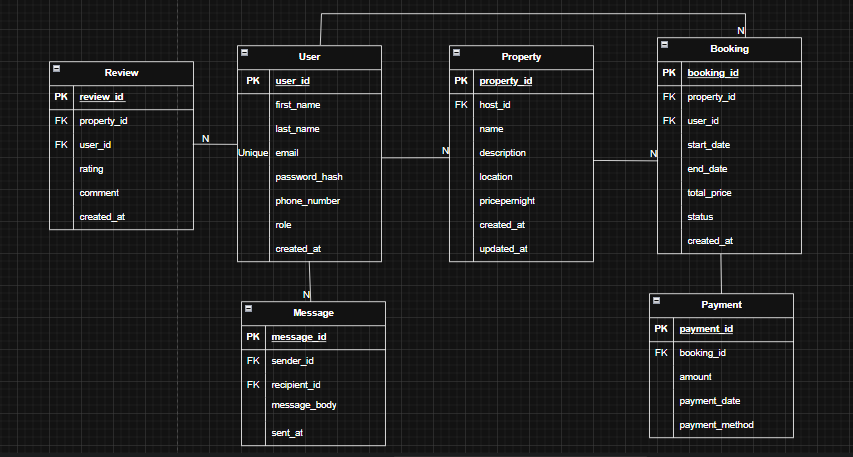 Review
PK review_id
FK property_id
FK user_id
rating
comment
created_at
N
User
PK user_id
first_name
last_name
Unique email
password_hash
phone_number
role
created_at
N
Property
PK property_id
FK host_id
name
description
location
pricepernight
created_at
updated_at
N
N
Booking
PK booking_id
FK property_id
FK user_id
start_date
end_date
total_price
status
created_at
N
Message
PK message_id
FK sender_id
FK recipient_id
message_body
sent_at
Payment
PK payment_id
FK booking_id
amount
payment_date
payment_method